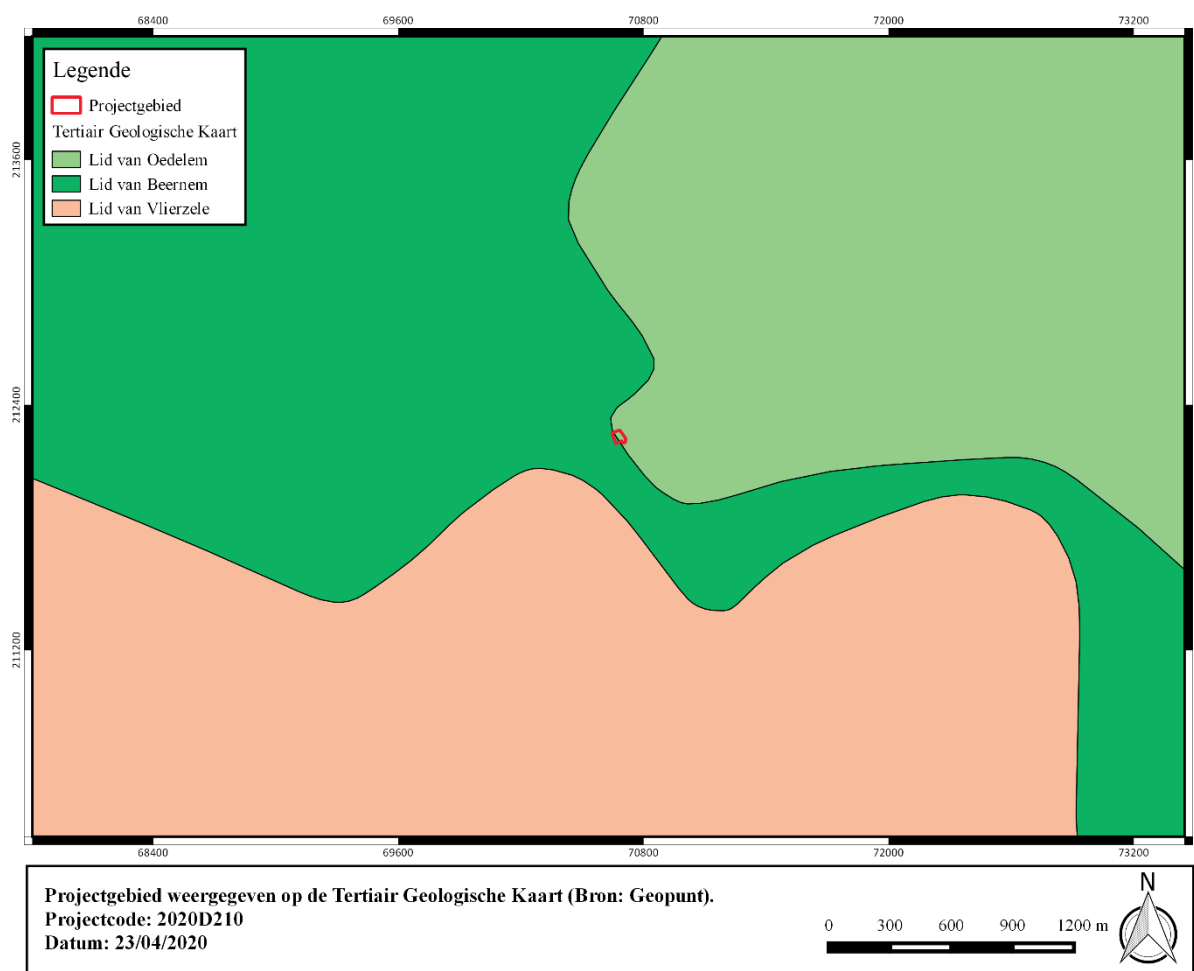 68400 69600 70800 72000 73200
Legende
Projectgebied
Tertiair Geologische Kaart
Lid van Oedelem
Lid van Beernem
Lid van Vlierzele
213600
212400
211200
68400 69600 70800 72000 73200
Projectgebied weergegeven op de Tertiair Geologische Kaart (Bron: Geopunt).
Projectcode: 2020D210
Datum: 23/04/2020
0 300 600 900 1200 m
N